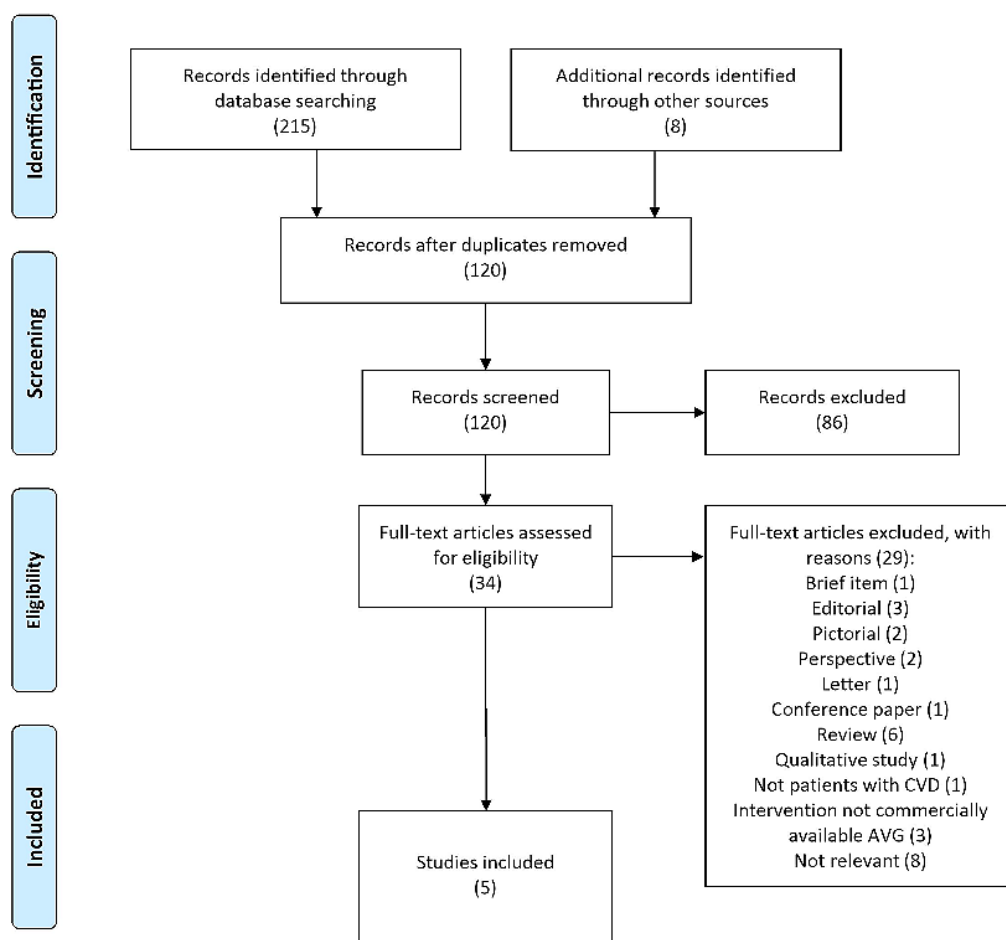 Identification
Records identified through
database searching
(215)
Additional records identified
through other sources
(8)
Records after duplicates removed
(120)
Screening
Records screened
(120)
Records excluded
(86)
Eligibility
Full-text articles assessed
for eligibility
(34)
Full-text articles excluded, with
reasons (29):
Brief item (1)
Editorial (3)
Pictorial (2)
Perspective (2)
Letter (1)
Conference paper (1)
Review (6)
Qualitative study (1)
Not patients with CVD (1)
Intervention not commercially
available AVG (3)
Not relevant (8)
Included
Studies included
(5)